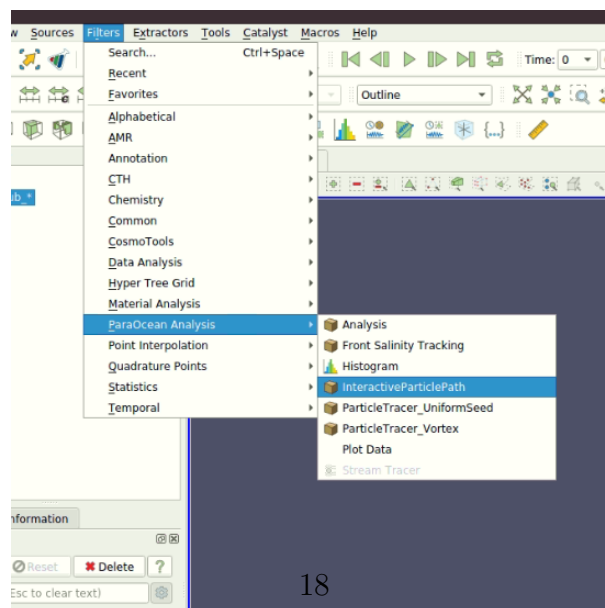 w Sources Filters Extractors Tools Catalyst Macros Help
Search... Ctrl+Space
Time: 0
Recent
Favorites
Outline
Alphabetical
AMR
{...}
Annotation
CTH
Chemistry
ub_*
Common
CosmoTools
Data Analysis
Hyper Tree Grid
Material Analysis
ParaOcean Analysis
Analysis
Point Interpolation
Front Salinity Tracking
Quadrature Points
Histogram
Statistics
InteractiveParticlePath
Temporal
ParticleTracer_UniformSeed
ParticleTracer_Vortex
Plot Data
Stream Tracer
nformation
Reset Delete ?
Esc to clear text)
18